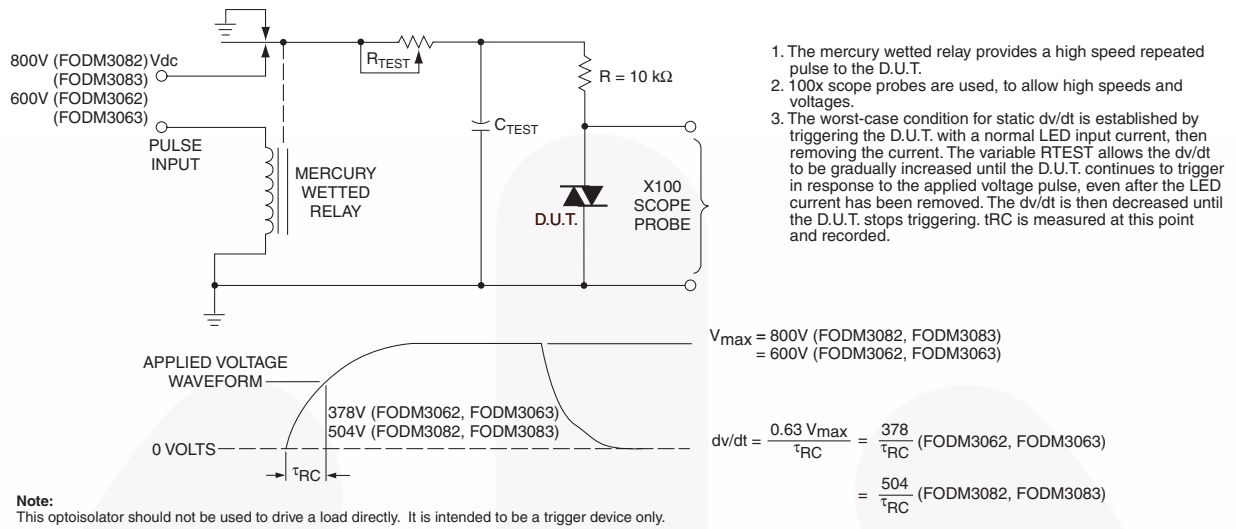 800V (FODM3082) Vdc
(FODM3083)
600V (FODM3062)
(FODM3063)
PULSE
INPUT
MERCURY
WETTED
RELAY
RTEST
CTEST
R = 10 kΩ
D.U.T.
X100
SCOPE
PROBE
1. The mercury wetted relay provides a high speed repeated
pulse to the D.U.T.
2. 100x scope probes are used, to allow high speeds and
voltages.
3. The worst-case condition for static dv/dt is established by
triggering the D.U.T. with a normal LED input current, then
removing the current. The variable RTEST allows the dv/dt
to be gradually increased until the D.U.T. continues to trigger
in response to the applied voltage pulse, even after the LED
current has been removed. The dv/dt is then decreased until
the D.U.T. stops triggering. tRC is measured at this point
and recorded.
APPLIED VOLTAGE
WAVEFORM
378V (FODM3062, FODM3063)
504V (FODM3082, FODM3083)
0 VOLTS
τRC
Vmax = 800V (FODM3082, FODM3083)
= 600V (FODM3062, FODM3063)
dv/dt = 0.63 Vmax / τRC = 378 / τRC (FODM3062, FODM3063)
= 504 / τRC (FODM3082, FODM3083)
Note:
This optoisolator should not be used to drive a load directly. It is intended to be a trigger device only.